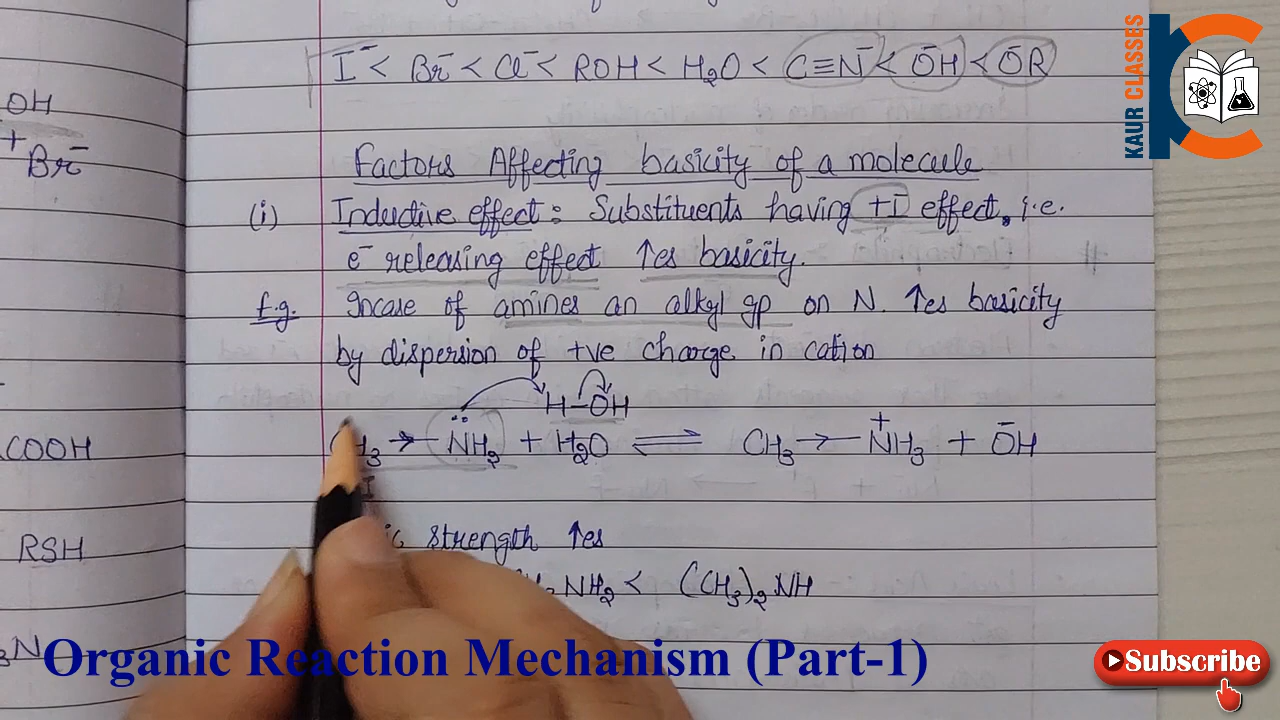 I⁻ < Br⁻ < Cl⁻ < ROH < H₂O < C≡N⁻ < ŌH < ŌR
KAUR CLASSES
OH
+
Br⁻
Factors Affecting basicity of a molecule
(i) Inductive effect: Substituents having +I effect, i.e.
e⁻ releasing effect ↑es basicity.
E.g. Incase of amines an alkyl gp on N. ↑es basicity
by dispersion of +ve charge in cation
H–OH
CH₃ →— N̈H₂ + H₂O ⇌ CH₃ →— N⁺H₃ + ŌH
COOH
I
strength ↑es
RSH
NH₂ < (CH₃)₂NH
₃N
Organic Reaction Mechanism (Part-1)
Subscribe